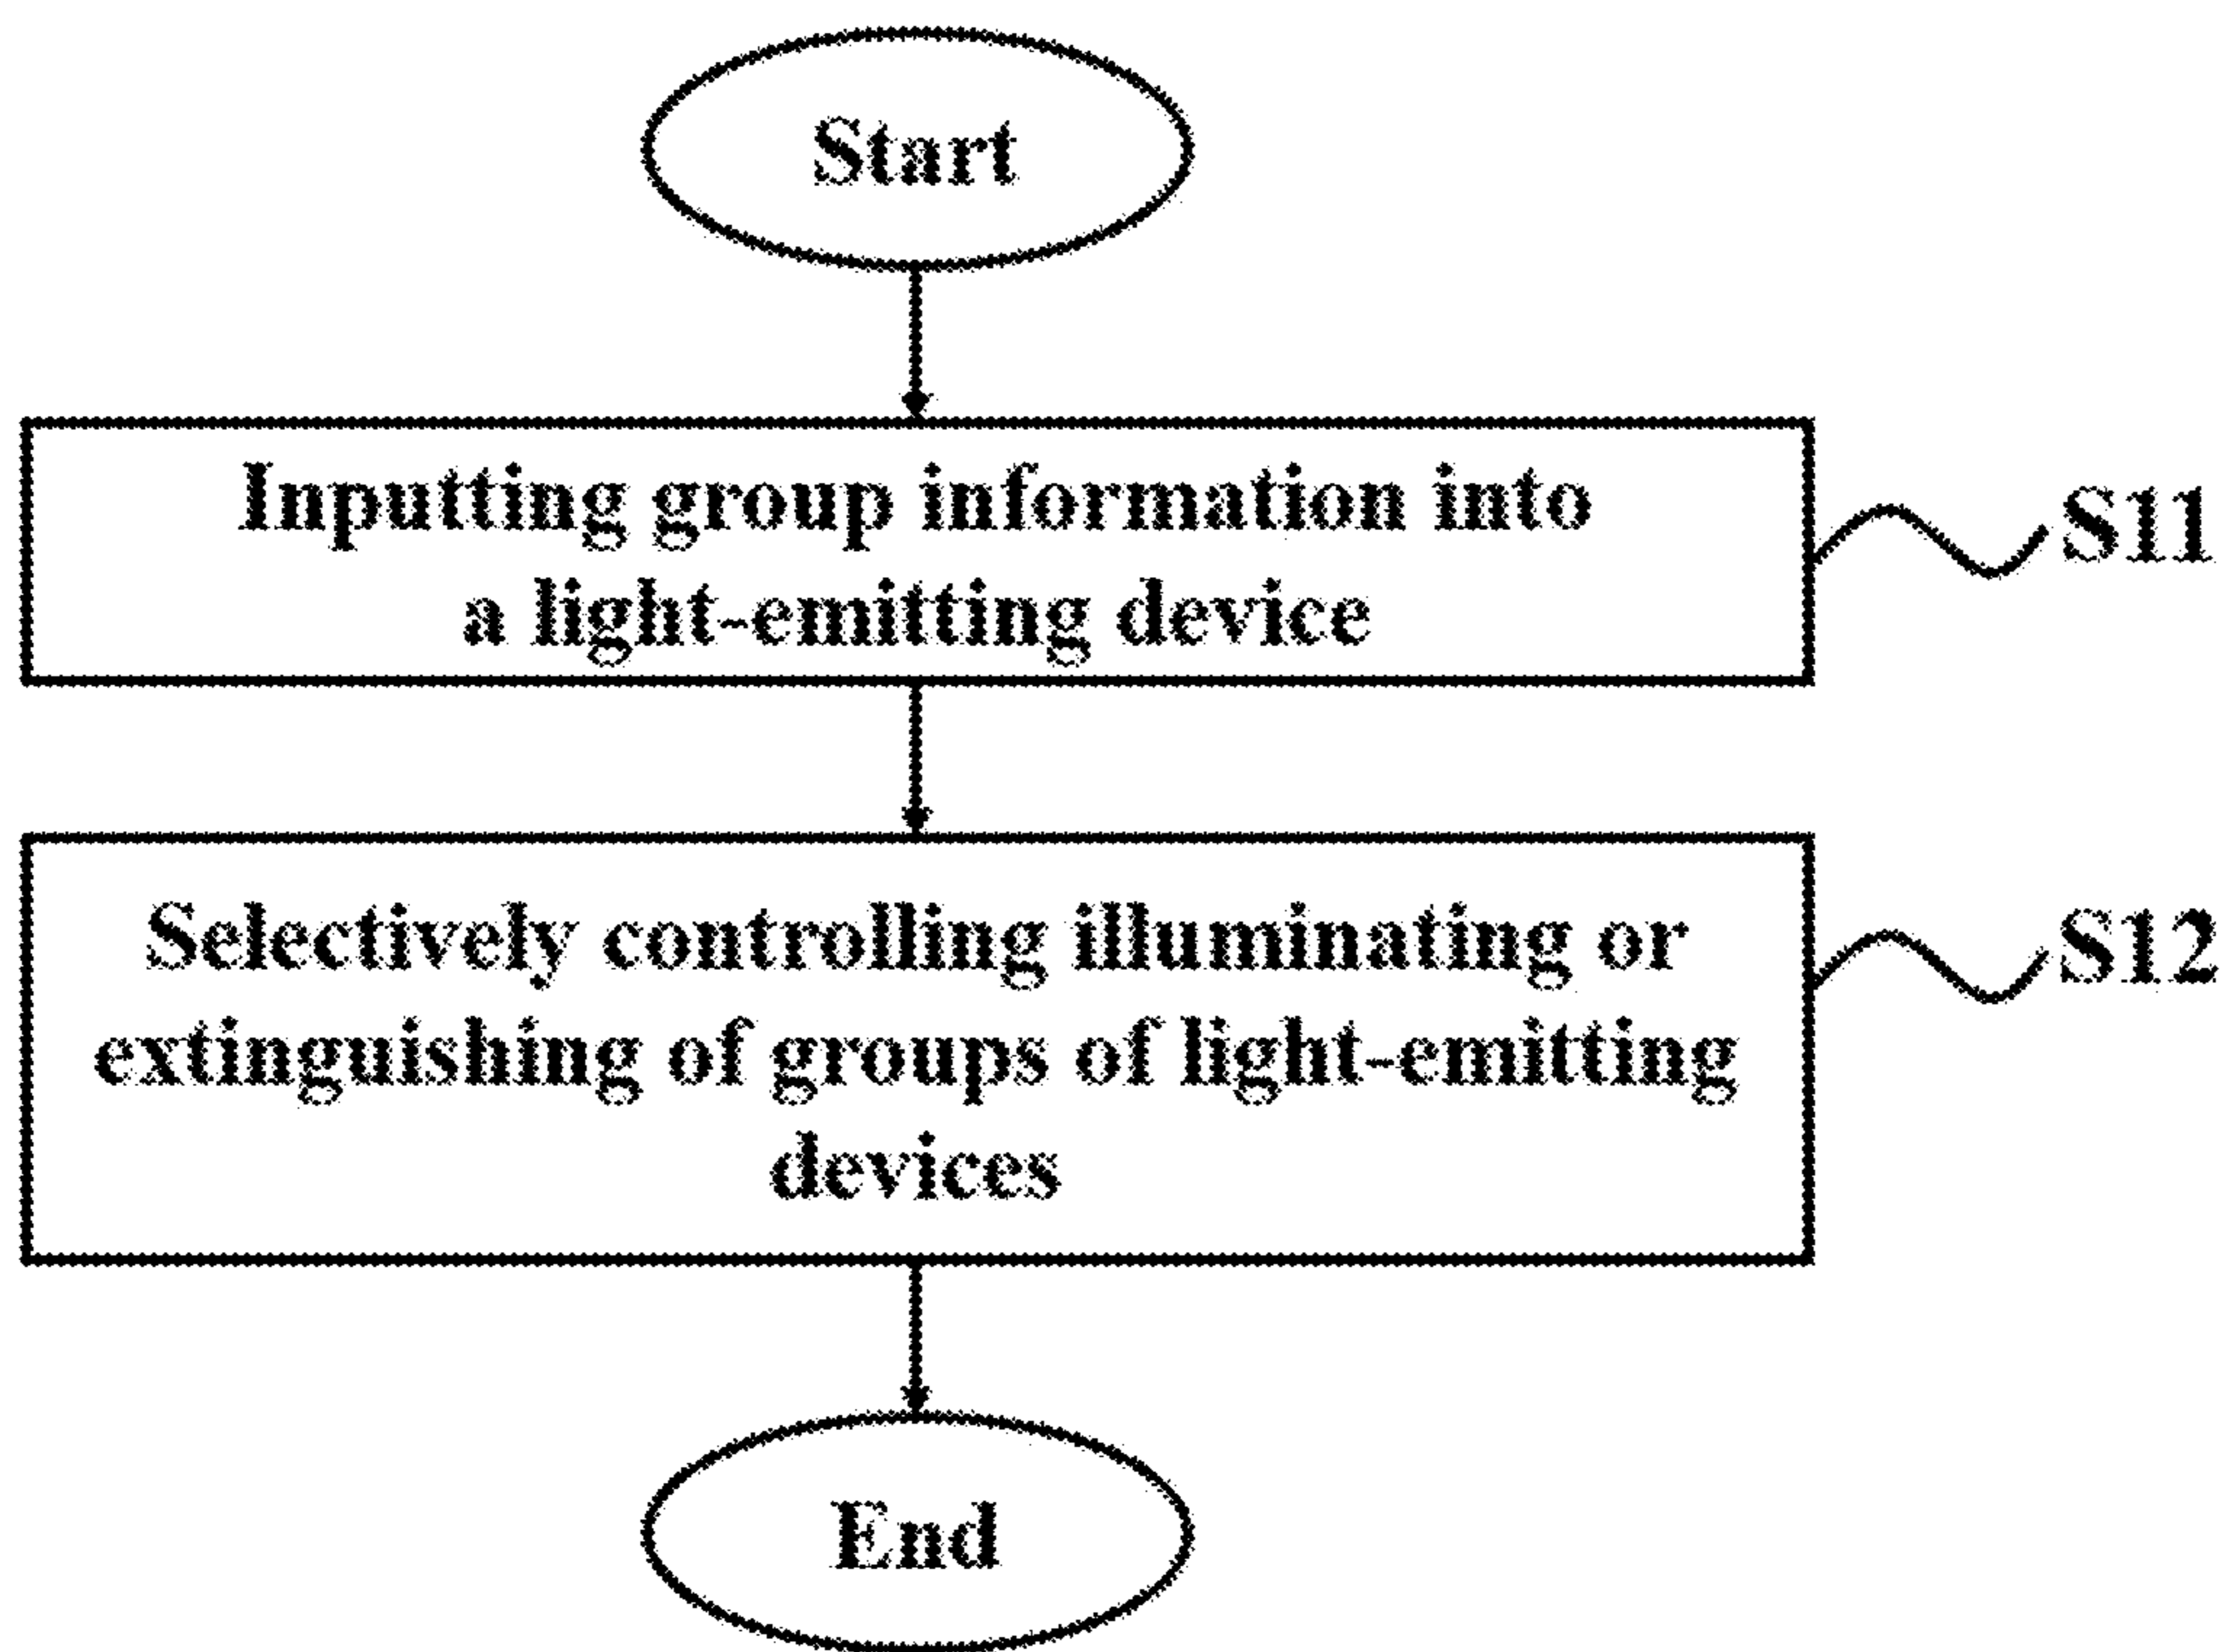 Start
Inputting group information into
a light-emitting device
S11
Selectively controlling illuminating or
extinguishing of groups of light-emitting
devices
S12
End